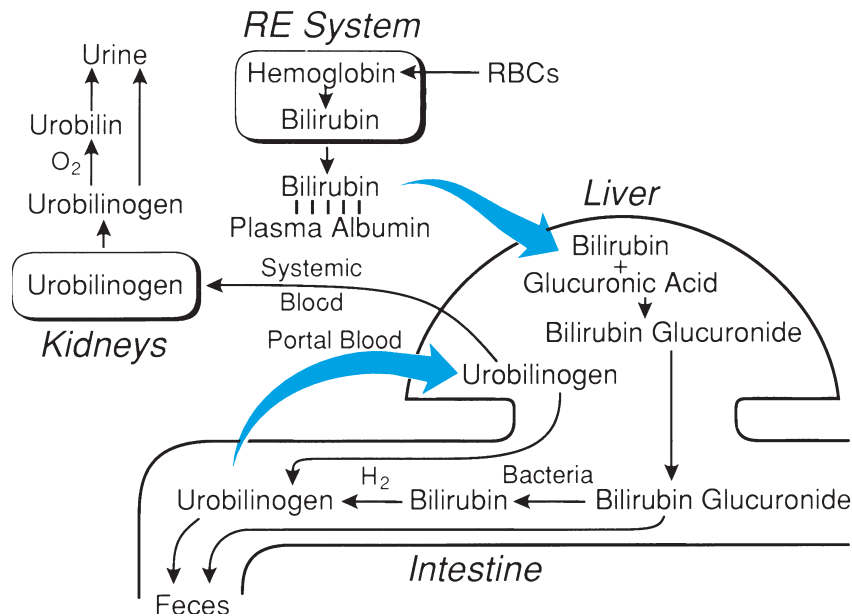 RE System
Urine
Hemoglobin
RBCs
Urobilin
Bilirubin
O₂
Bilirubin
Plasma Albumin
Urobilinogen
Liver
Bilirubin
+
Glucuronic Acid
Systemic
Blood
Urobilinogen
Kidneys
Bilirubin Glucuronide
Portal Blood
Urobilinogen
H₂
Bacteria
Urobilinogen
Bilirubin
Bilirubin Glucuronide
Intestine
Feces